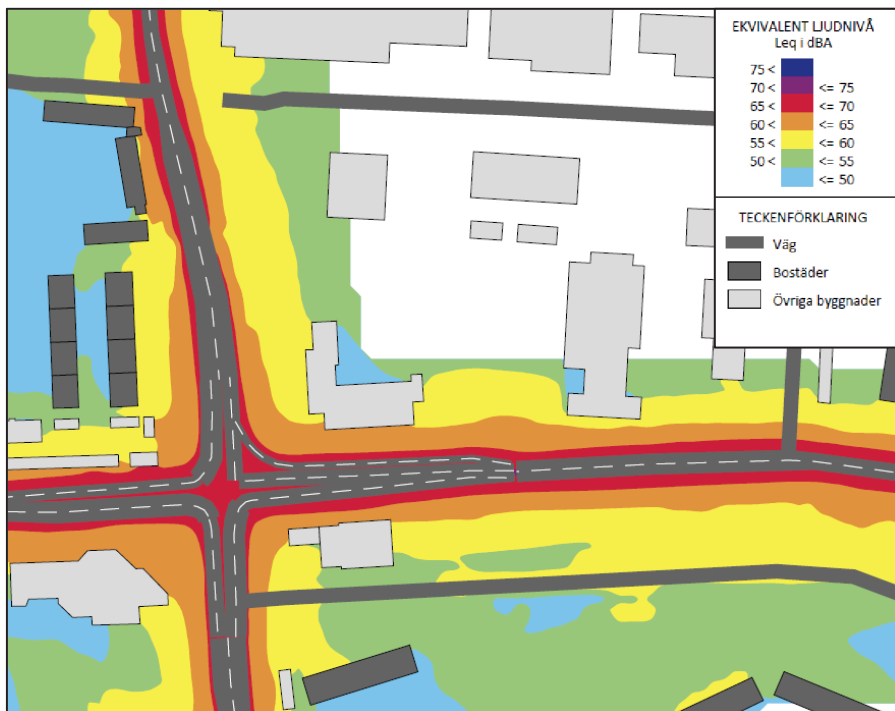 EKVIVALENT LJUDNIVÅ
Leq i dBA
75 <
70 < <= 75
65 < <= 70
60 < <= 65
55 < <= 60
50 < <= 55
<= 50
TECKENFÖRKLARING
Väg
Bostäder
Övriga byggnader